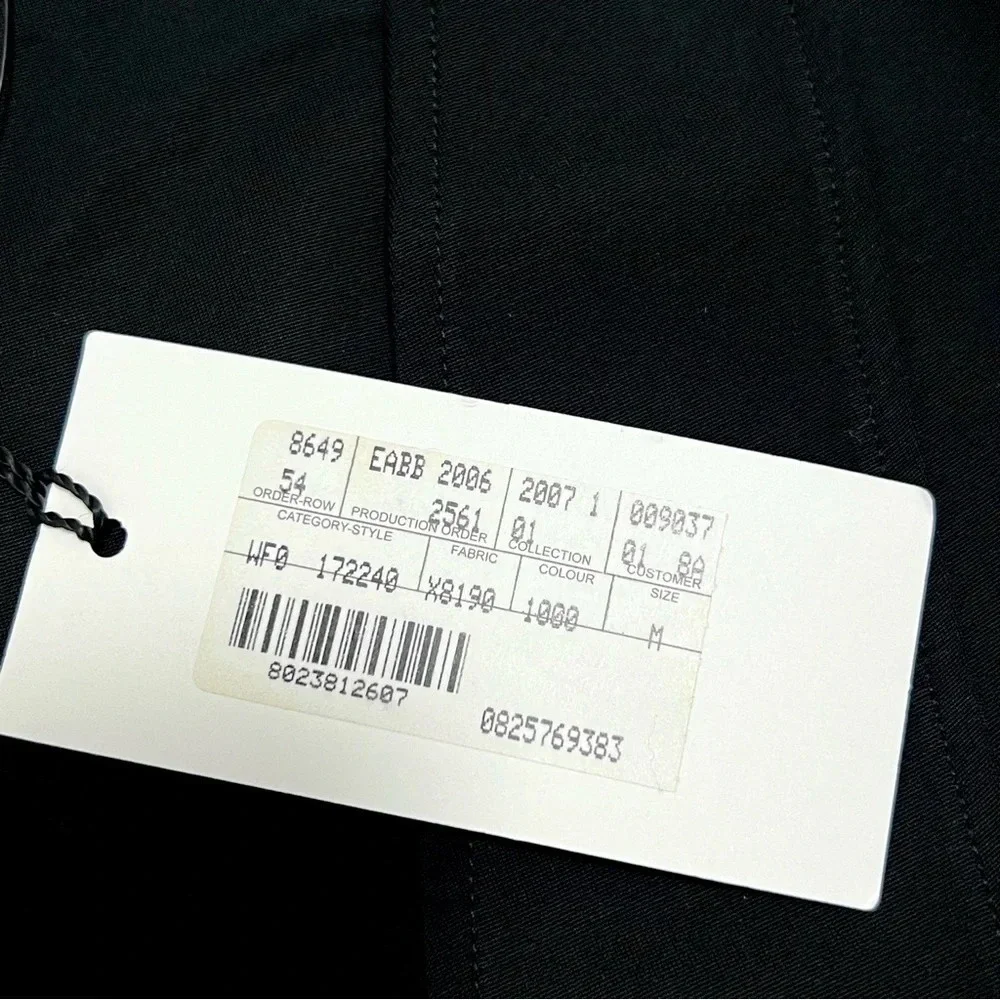 8649 EABB 2006 2007 1 009037
54 2561 01 01 8A
ORDER-ROW PRODUCTION ORDER COLLECTION CUSTOMER
CATEGORY-STYLE FABRIC COLOUR SIZE
WF0 172240 X8190 1000 M
8023812607
0825769383